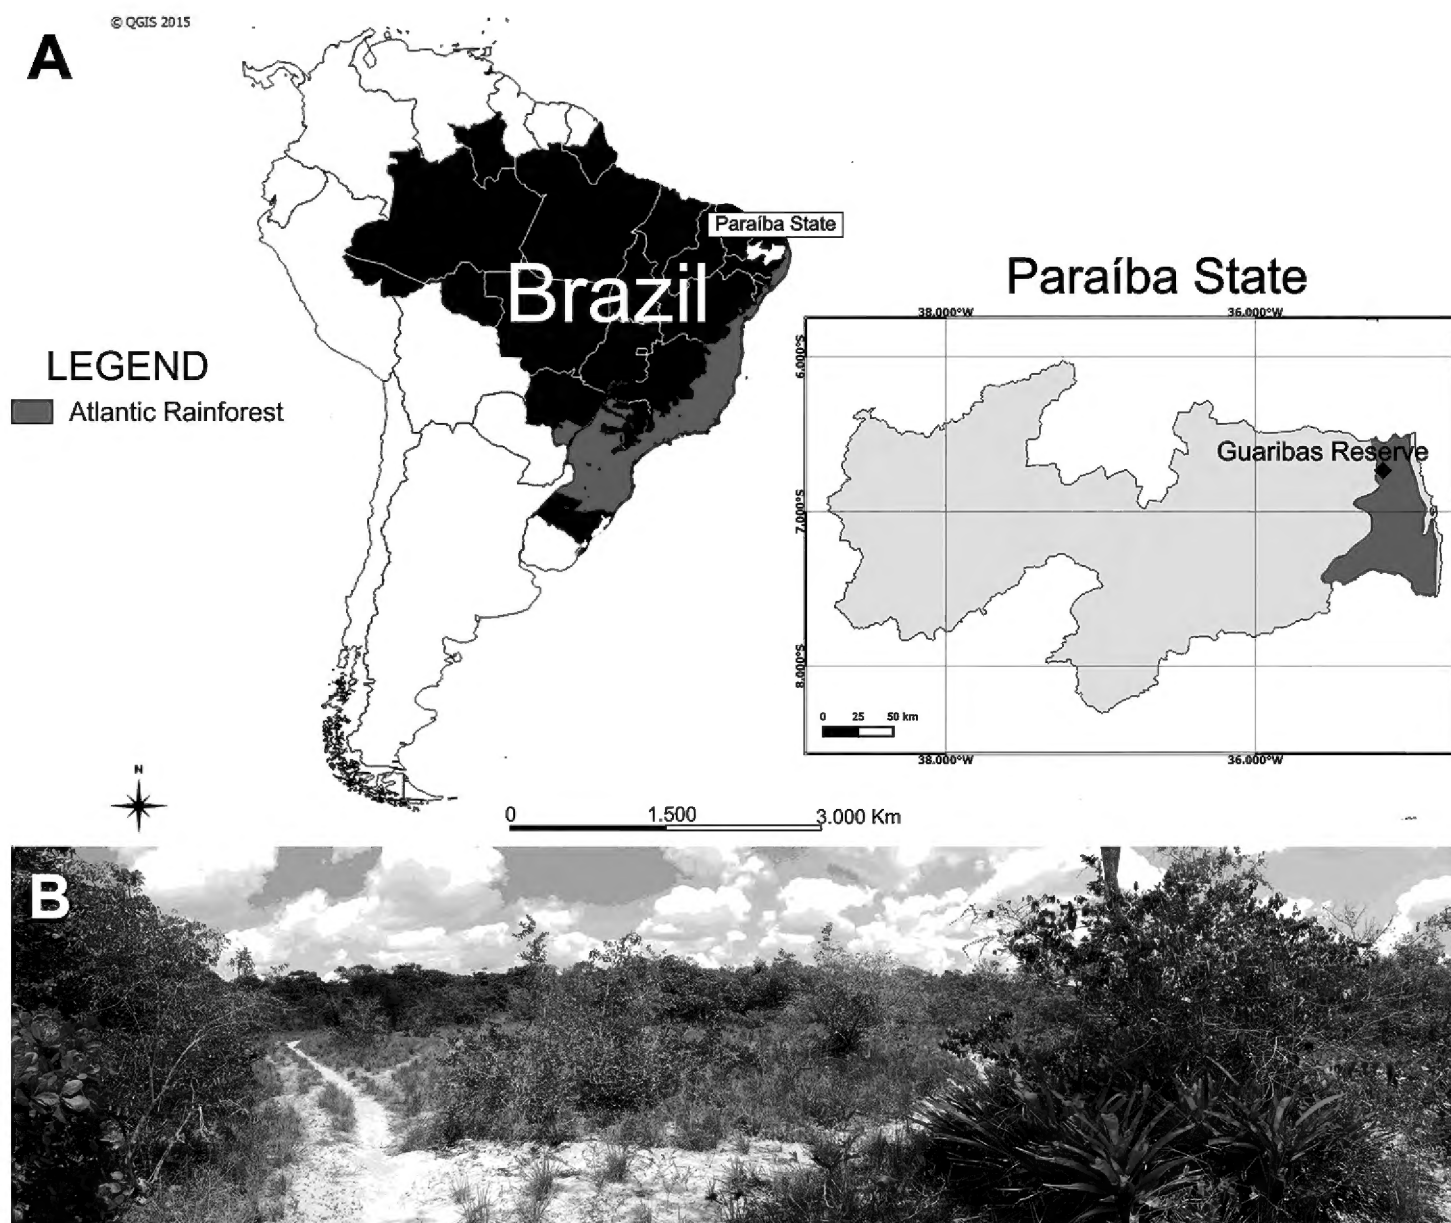 © QGIS 2015
A
Paraíba State
Brazil
LEGEND
Atlantic Rainforest
Paraíba State
38.000°W
36.000°W
6.000°S
7.000°S
8.000°S
Guaribas Reserve
0 25 50 km
38.000°W
36.000°W
N
0 1.500 3.000 Km
B